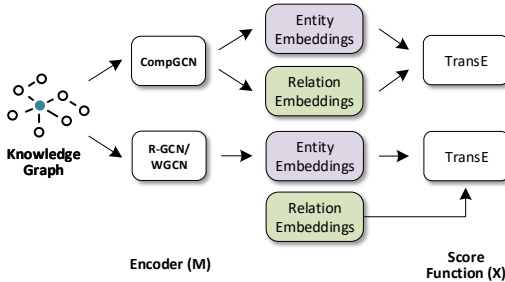 Entity
Embeddings
CompGCN
TransE
Relation
Embeddings
Knowledge
Graph
R-GCN/
WGCN
Entity
Embeddings
TransE
Relation
Embeddings
Encoder (M)
Score
Function (X)